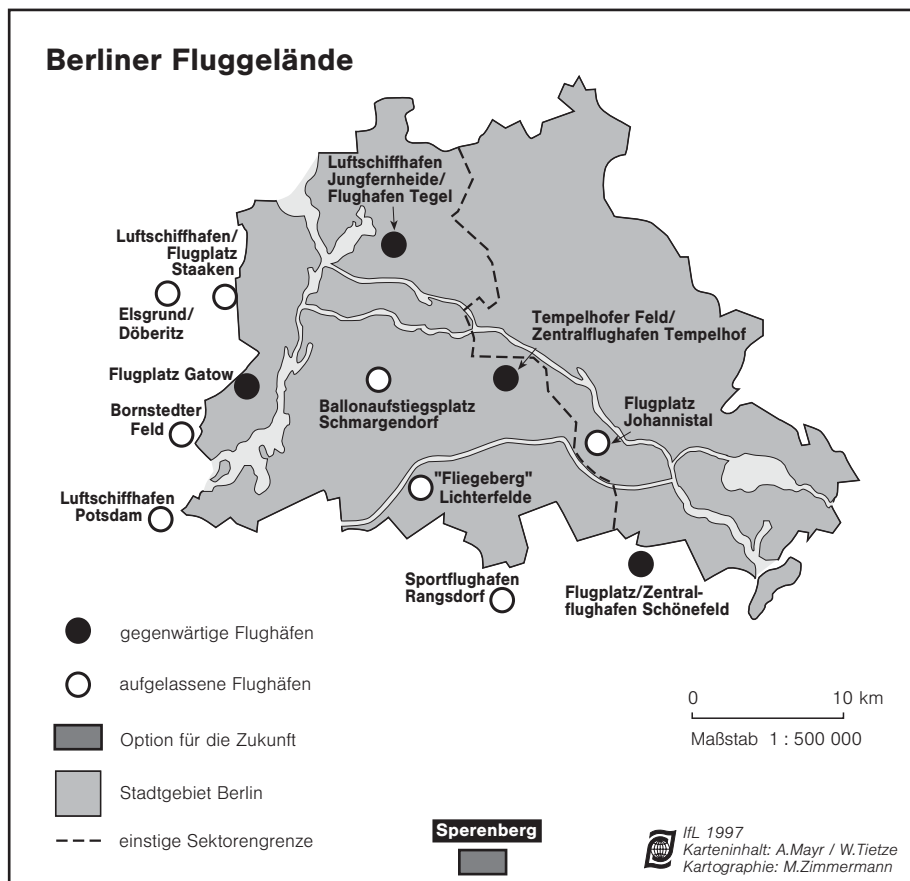 Berliner Fluggelände
Luftschiffhafen
Jungfernheide/
Flughafen Tegel
Luftschiffhafen/
Flugplatz
Staaken
Elsgrund/
Döberitz
Tempelhofer Feld/
Zentralflughafen Tempelhof
Flugplatz Gatow
Ballonaufstiegsplatz
Schmargendorf
Flugplatz
Johannistal
Bornstedter
Feld
"Fliegeberg"
Lichterfelde
Luftschiffhafen
Potsdam
Sportflughafen
Rangsdorf
Flugplatz/Zentral-
flughafen Schönefeld
gegenwärtige Flughäfen
aufgelassene Flughäfen
Option für die Zukunft
Stadtgebiet Berlin
einstige Sektorengrenze
0 10 km
Maßstab 1 : 500 000
Sperenberg
IfL 1997
Karteninhalt: A.Mayr / W.Tietze
Kartographie: M.Zimmermann